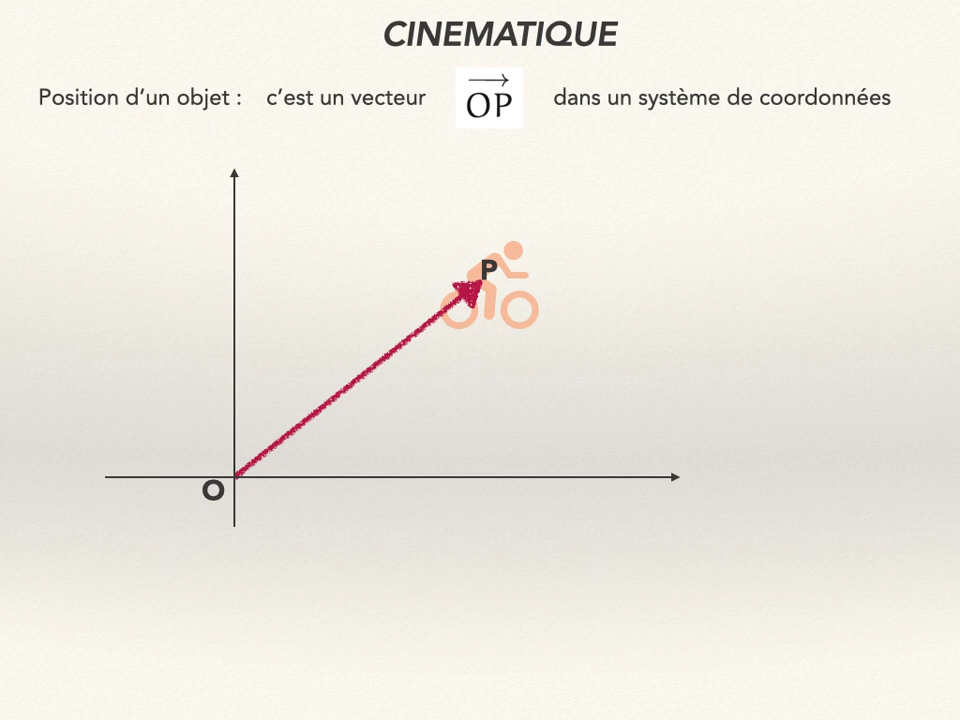 CINEMATIQUE
Position d’un objet : c’est un vecteur OP dans un système de coordonnées
P
O